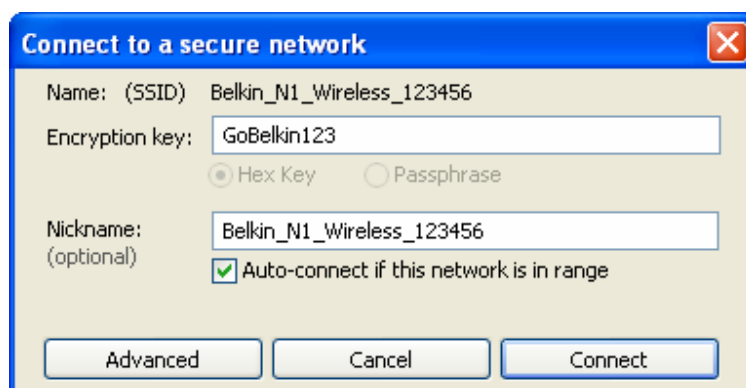 Connect to a secure network
Name: (SSID) Belkin_N1_Wireless_123456
Encryption key: GoBelkin123
Hex Key Passphrase
Nickname: Belkin_N1_Wireless_123456
(optional)
Auto-connect if this network is in range
Advanced Cancel Connect